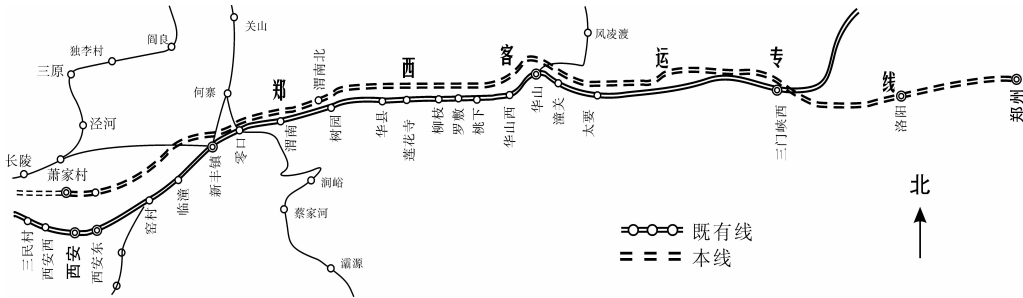 关山
阎良
独李村
三原
何寨
泾河
长陵
萧家村
郑
西
客
运
专
线
渭南北
风凌渡
三民村
西安西
西安
西安东
窑村
临潼
新丰镇
零口
渭南
树园
华县
莲花寺
柳枝
罗敷
桃下
华山西
华山
潼关
太要
三门峡西
洛阳
郑州
涧峪
蔡家河
灞源
北
既有线
本线